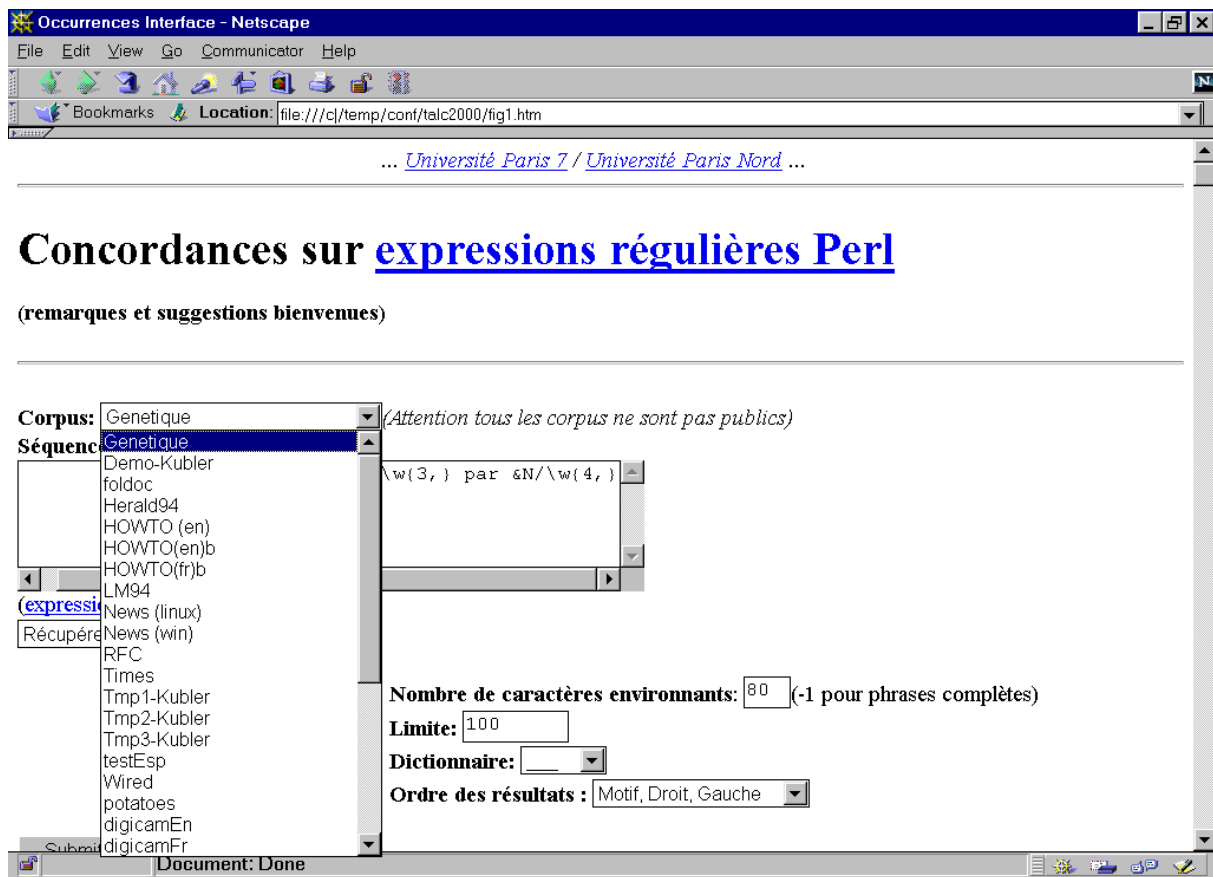 Occurrences Interface - Netscape
File Edit View Go Communicator Help
Bookmarks Location: file:///c|/temp/conf/talc2000/fig1.htm
... Université Paris 7 / Université Paris Nord ...
Concordances sur expressions régulières Perl
(remarques et suggestions bienvenues)
Corpus: Genetique (Attention tous les corpus ne sont pas publics)
Séquenc
\w{3,} par &N/\w{4,}
(expressi
Récupére
Genetique
Demo-Kubler
foldoc
Herald94
HOWTO (en)
HOWTO(en)b
HOWTO(fr)b
LM94
News (linux)
News (win)
RFC
Times
Tmp1-Kubler
Tmp2-Kubler
Tmp3-Kubler
testEsp
Wired
potatoes
digicamEn
digicamFr
Nombre de caractères environnants: 80 (-1 pour phrases complètes)
Limite: 100
Dictionnaire: ___
Ordre des résultats : Motif, Droit, Gauche
Submit
Document: Done